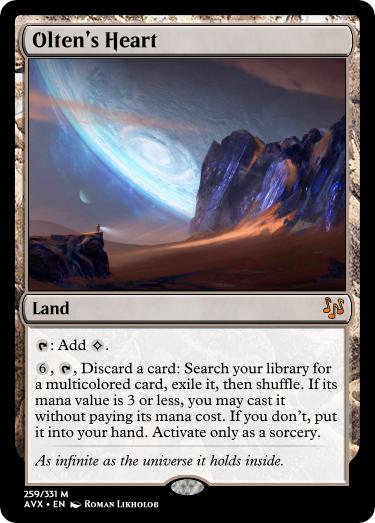 Olten's Heart
Land
: Add .
6, , Discard a card: Search your library for
a multicolored card, exile it, then shuffle. If its
mana value is 3 or less, you may cast it
without paying its mana cost. If you don't, put
it into your hand. Activate only as a sorcery.
As infinite as the universe it holds inside.
259/331 M
AVX • EN Roman Likholob